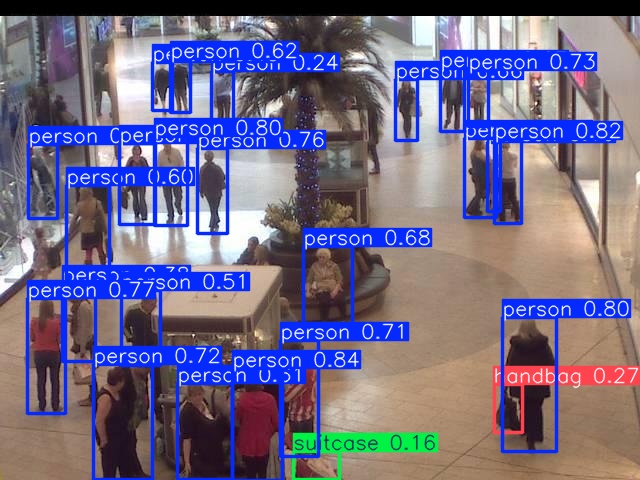 person 0.62
0.24
person 0.73
person 0.80
person 0.82
person 0.76
person 0.60
person 0.68
person 0.51
person 0.77
person 0.80
person 0.71
person 0.72
person 0.84
person 0.51
handbag 0.27
suitcase 0.16